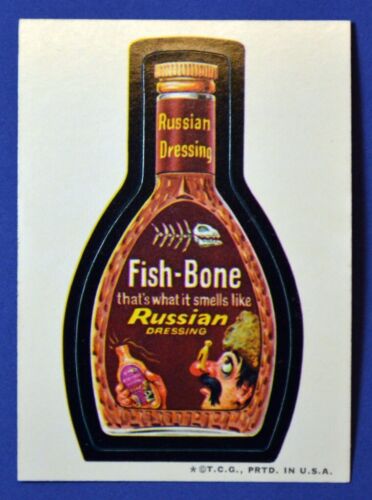 Russian
Dressing
Fish-Bone
that's what it smells like
Russian
DRESSING
*©T.C.G., PRTD. IN U.S.A.